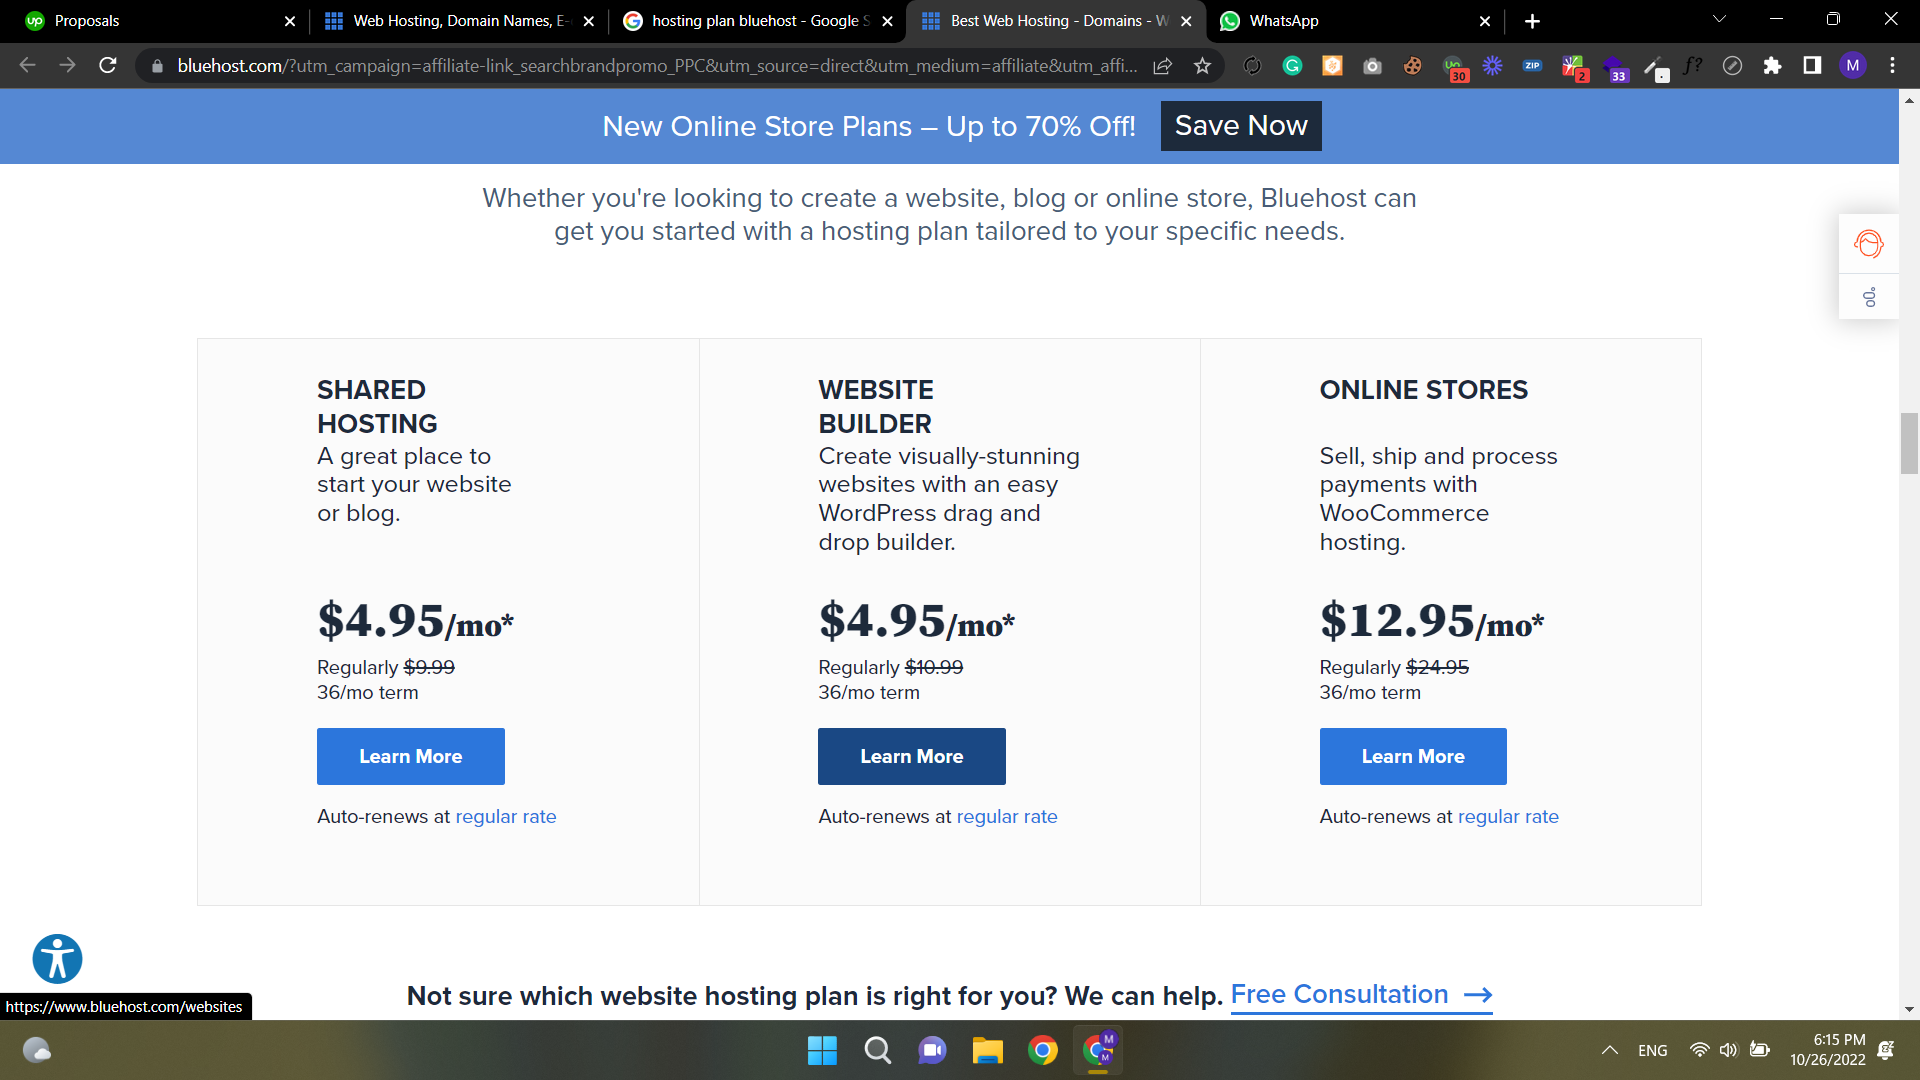 Proposals
Web Hosting, Domain Names, E-
hosting plan bluehost - Google S
Best Web Hosting - Domains - W
WhatsApp
bluehost.com/?utm_campaign=affiliate-link_searchbrandpromo_PPC&utm_source=direct&utm_medium=affiliate&utm_affi...
30
ZIP
2
33
f?
M
New Online Store Plans – Up to 70% Off!
Save Now
Whether you're looking to create a website, blog or online store, Bluehost can
get you started with a hosting plan tailored to your specific needs.
SHARED
HOSTING
A great place to
start your website
or blog.
$4.95/mo*
Regularly $9.99
36/mo term
Learn More
Auto-renews at regular rate
WEBSITE
BUILDER
Create visually-stunning
websites with an easy
WordPress drag and
drop builder.
$4.95/mo*
Regularly $10.99
36/mo term
Learn More
Auto-renews at regular rate
ONLINE STORES
Sell, ship and process
payments with
WooCommerce
hosting.
$12.95/mo*
Regularly $24.95
36/mo term
Learn More
Auto-renews at regular rate
Not sure which website hosting plan is right for you? We can help. Free Consultation →
https://www.bluehost.com/websites
ENG
6:15 PM
10/26/2022